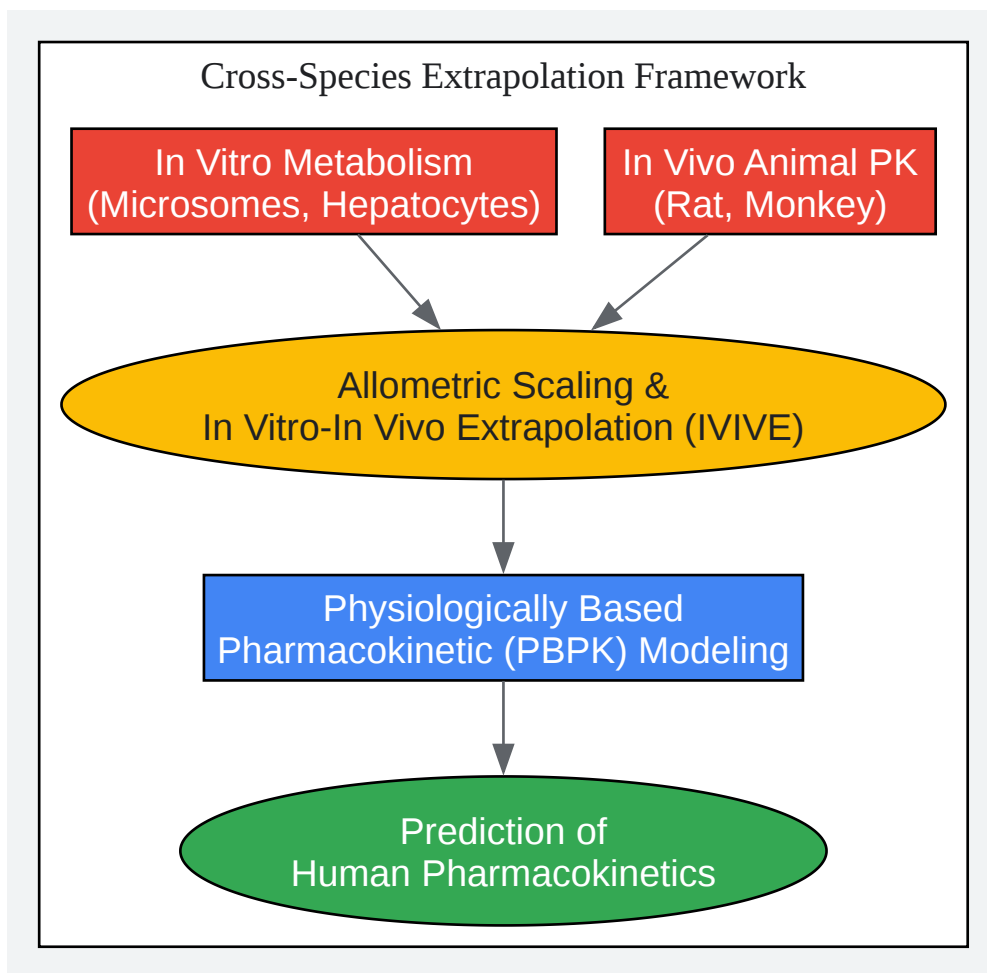 Cross-Species Extrapolation Framework
In Vitro Metabolism
(Microsomes, Hepatocytes)
In Vivo Animal PK
(Rat, Monkey)
Allometric Scaling &
In Vitro-In Vivo Extrapolation (IVIVE)
Physiologically Based
Pharmacokinetic (PBPK) Modeling
Prediction of
Human Pharmacokinetics